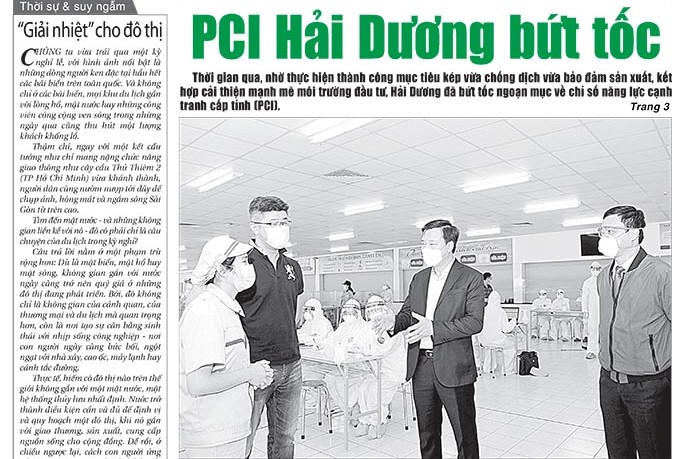 Thời sự & suy ngẫm
“Giải nhiệt” cho đô thị
CHÚNG ta vừa trải qua một kỳ
nghỉ lễ, với hình ảnh nổi bật là
những dòng người ken đặc tại hầu hết
các bãi biển trên toàn quốc. Và không
chỉ ở các bãi biển, mọi khu du lịch gắn
với lòng hồ, mặt nước hay những công
viên công cộng ven sông trong những
ngày qua cũng thu hút một lượng
khách khổng lồ.
Thậm chí, ngay với một kết cấu
tưởng như chỉ mang nặng chức năng
giao thông như cây cầu Thủ Thiêm 2
(TP Hồ Chí Minh) vừa khánh thành,
người dân cũng nườm nượp tới đây để
chụp ảnh, hóng mát và ngắm sông Sài
Gòn từ trên cao.
Tìm đến mặt nước - và những không
gian liền kề với nó - đó có phải chỉ là câu
chuyện của du lịch trong kỳ nghỉ?
Câu trả lời nằm ở một phạm trù
rộng hơn: Dù là mặt biển, mặt hồ hay
mặt sông, không gian gắn với nước
ngày càng trở nên quý giá ở những
đô thị đang phát triển. Bởi, đó không
chỉ là không gian của cảnh quan, của
thương mại và du lịch mà quan trọng
hơn, còn là nơi tạo sự cân bằng sinh
thái với nhịp sống công nghiệp - nơi
con người ngày càng bức bối, ngột
ngạt với nhà xây, cao ốc, máy lạnh hay
cảnh tắc đường.
Thực tế, hiếm có đô thị nào trên thế
giới không gắn với một mặt nước, một
hệ thống thủy lưu nhất định. Nước trở
thành điều kiện cần và đủ để định vị
và quy hoạch một đô thị, khi nó gắn
với giao thương, sản xuất, cung cấp
nguồn sống cho cộng đồng. Để rồi, ở
chiều ngược lại, cách con người ứng
PCI Hải Dương bứt tốc
Thời gian qua, nhờ thực hiện thành công mục tiêu kép vừa chống dịch vừa bảo đảm sản xuất, kết
hợp cải thiện mạnh mẽ môi trường đầu tư, Hải Dương đã bứt tốc ngoạn mục về chỉ số năng lực cạnh
tranh cấp tỉnh (PCI).
Trang 3